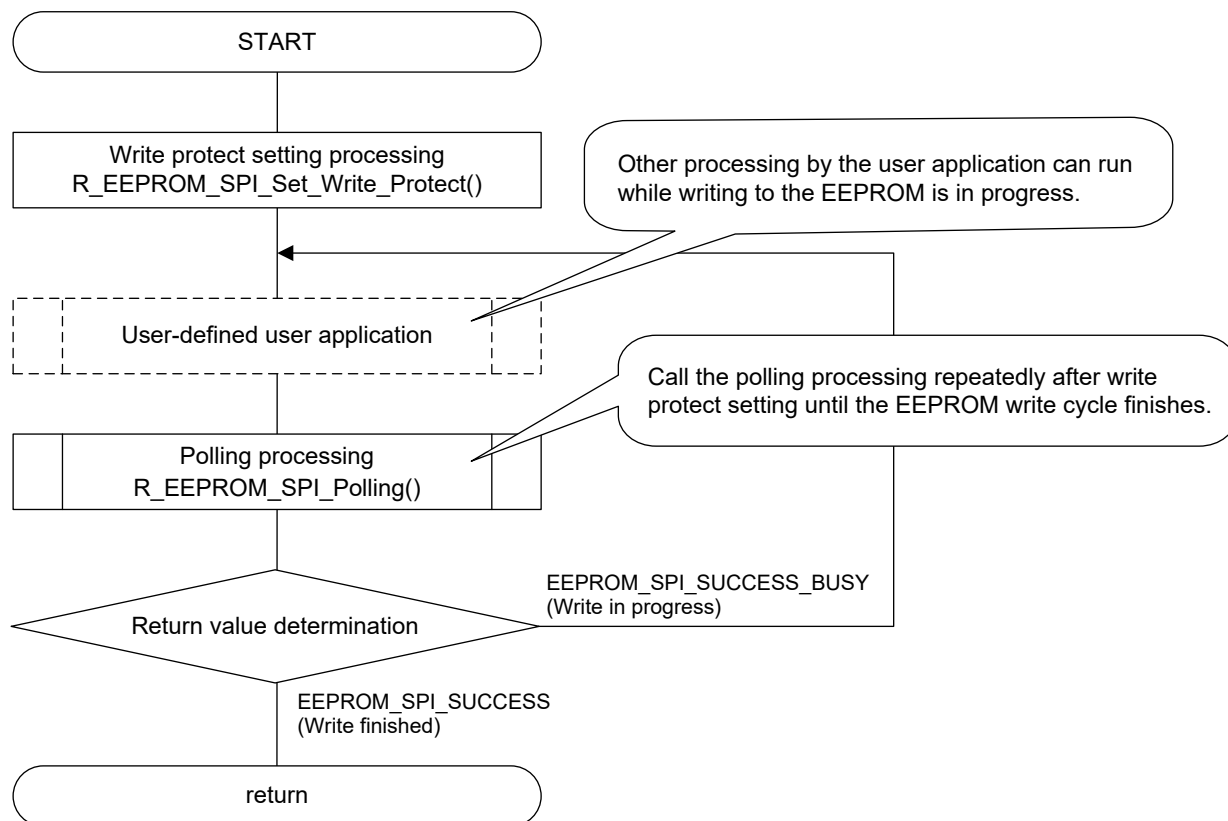 START
Write protect setting processing
R_EEPROM_SPI_Set_Write_Protect()
Other processing by the user application can run
while writing to the EEPROM is in progress.
User-defined user application
Call the polling processing repeatedly after write
protect setting until the EEPROM write cycle finishes.
Polling processing
R_EEPROM_SPI_Polling()
EEPROM_SPI_SUCCESS_BUSY
(Write in progress)
Return value determination
EEPROM_SPI_SUCCESS
(Write finished)
return